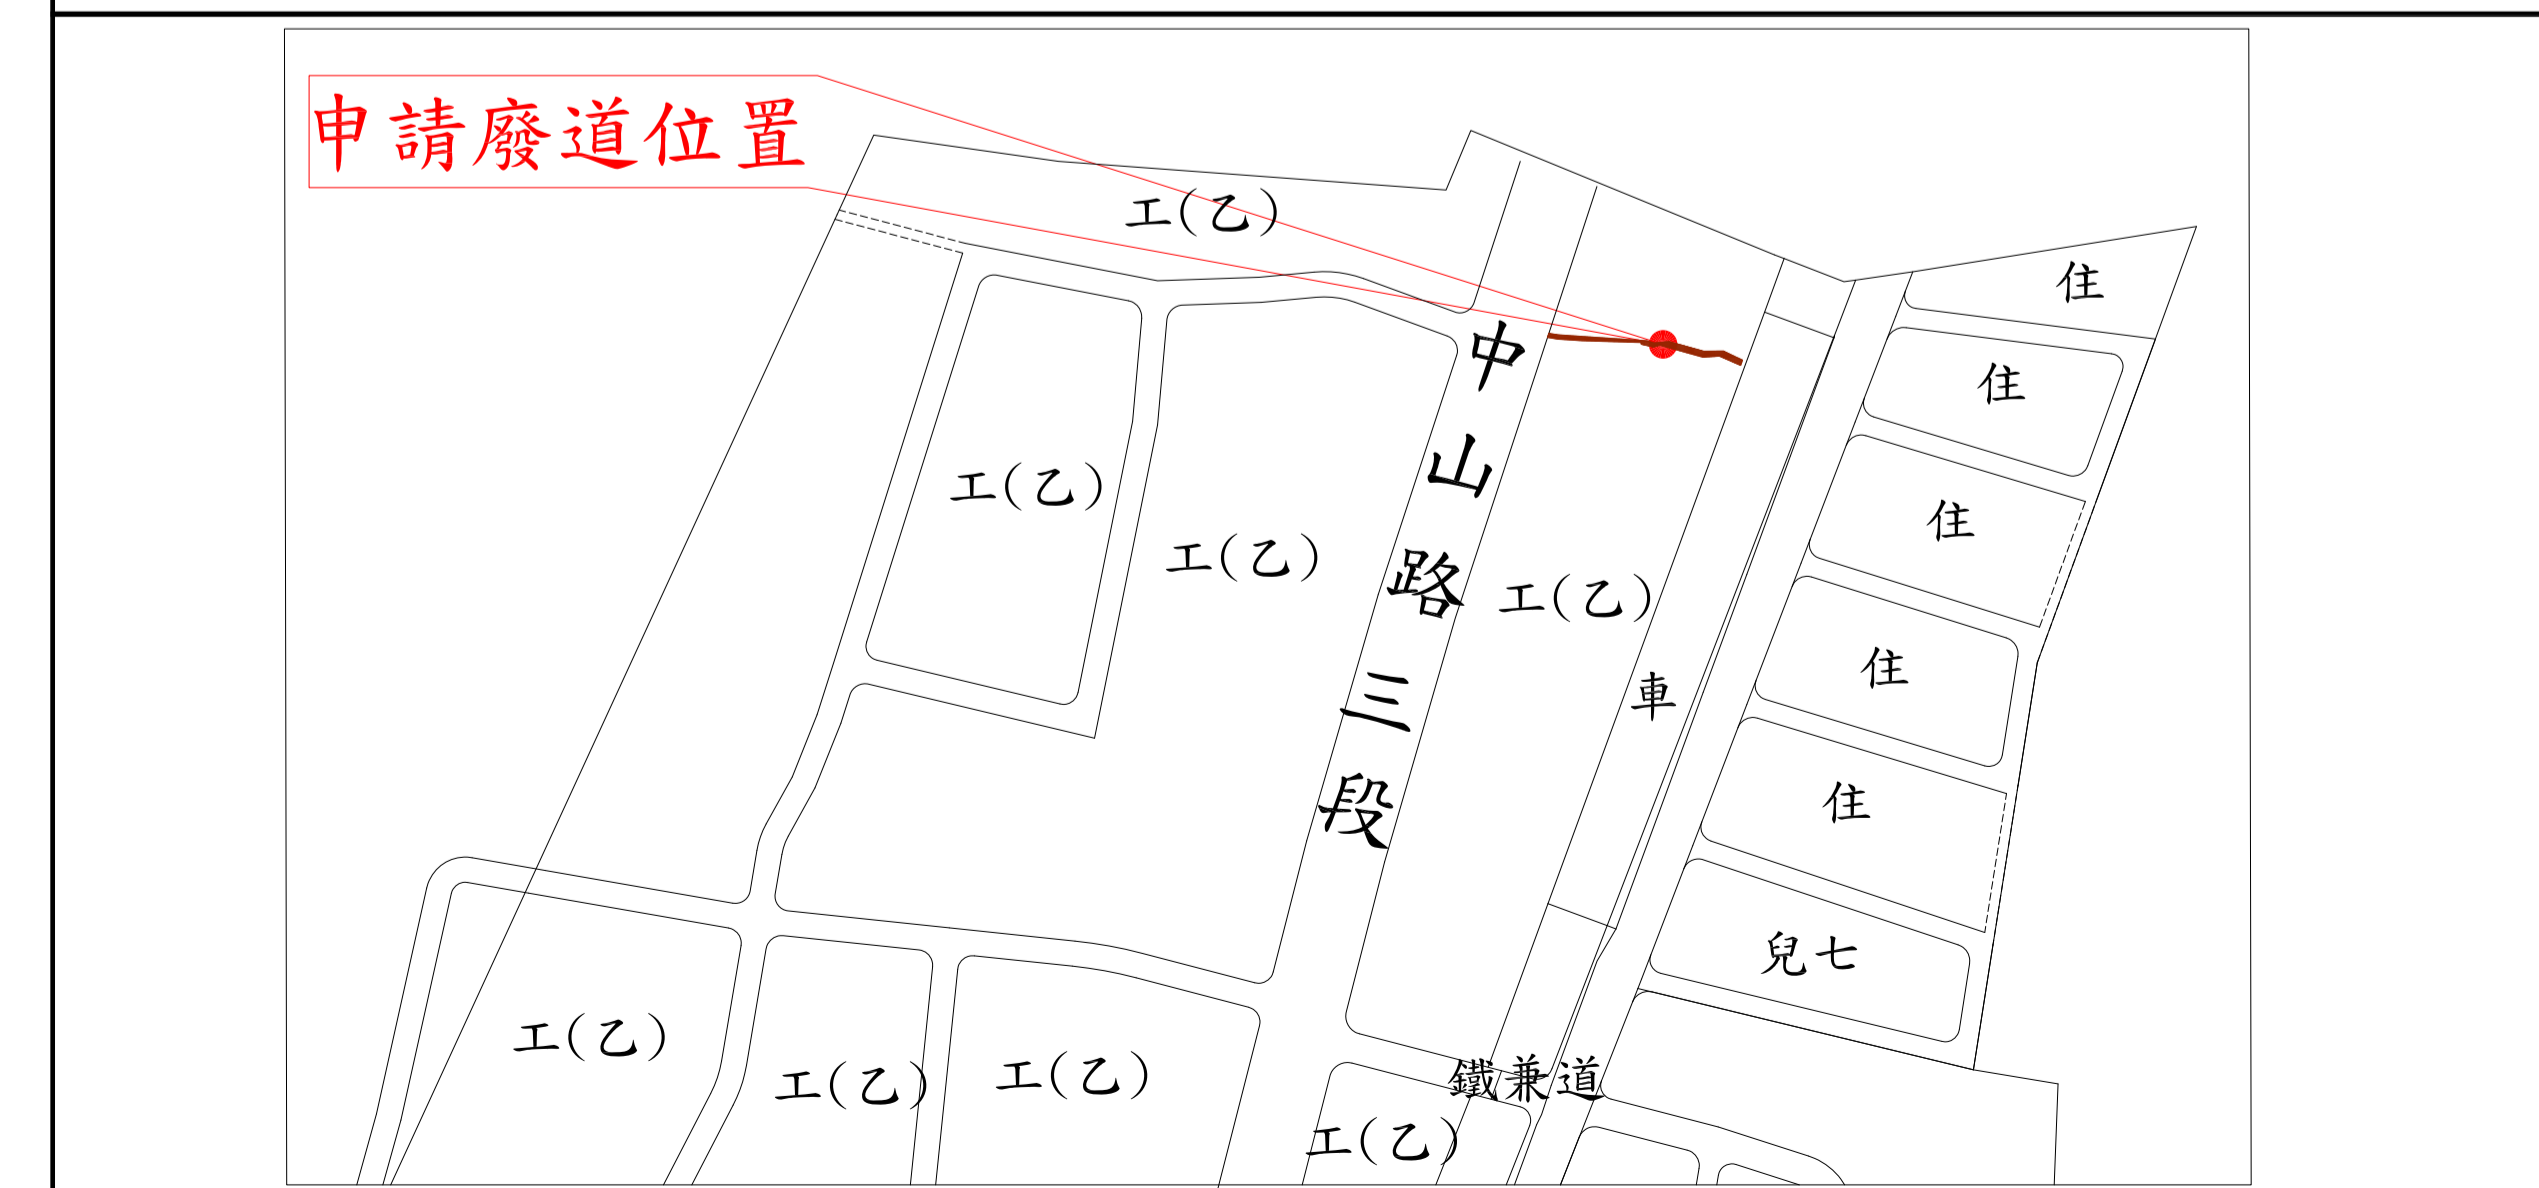 申請廢道位置
工(乙)
住
住
中山路三段
工(乙)
住
工(乙)
工(乙)
住
車
住
兒七
工(乙)
工(乙)
工(乙)
鐵兼道
工(乙)